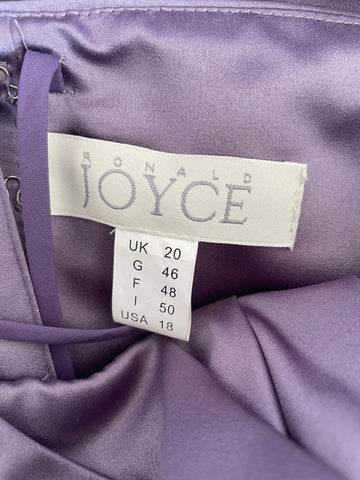 RONALD
JOYCE
UK 20
G 46
F 48
I 50
USA 18